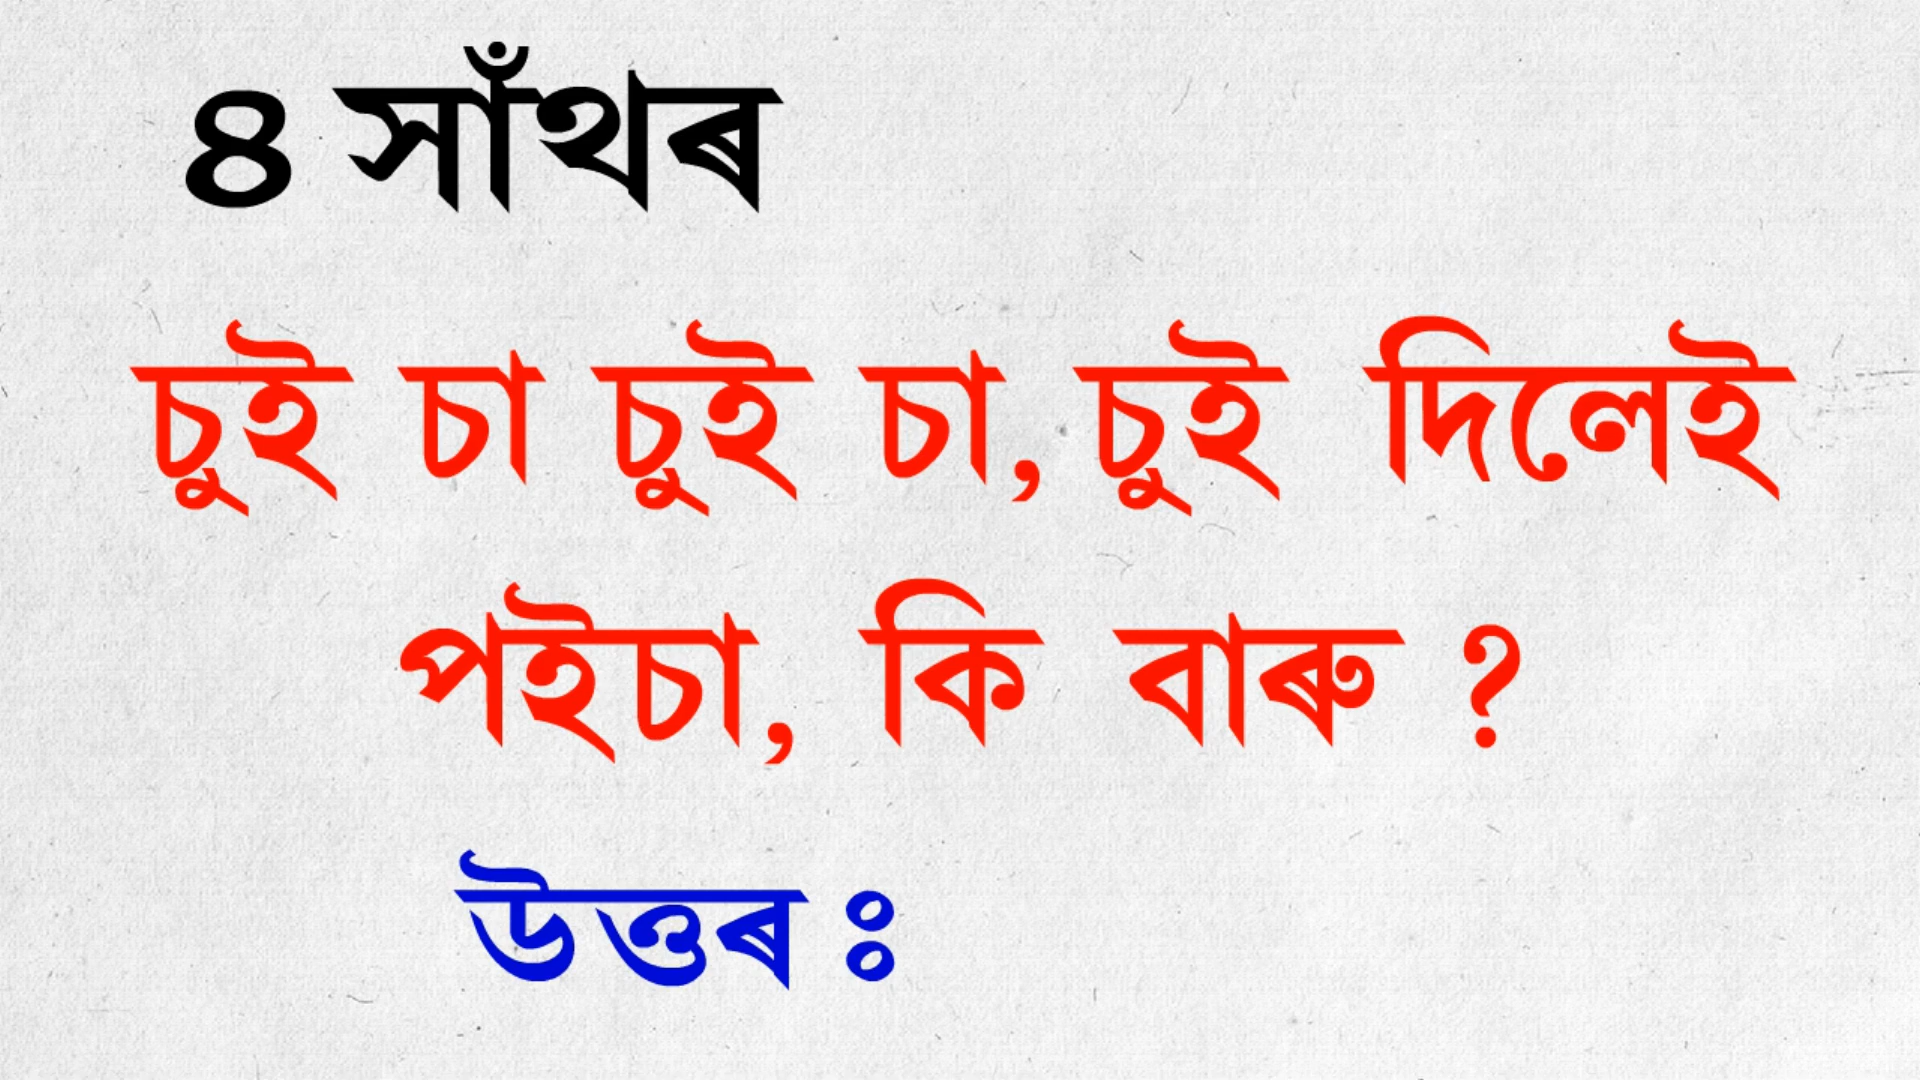 ৪ সাঁথৰ
চুই চা চুই চা, চুই দিলেই
পইচা, কি বাৰু ?
উত্তৰ ঃ